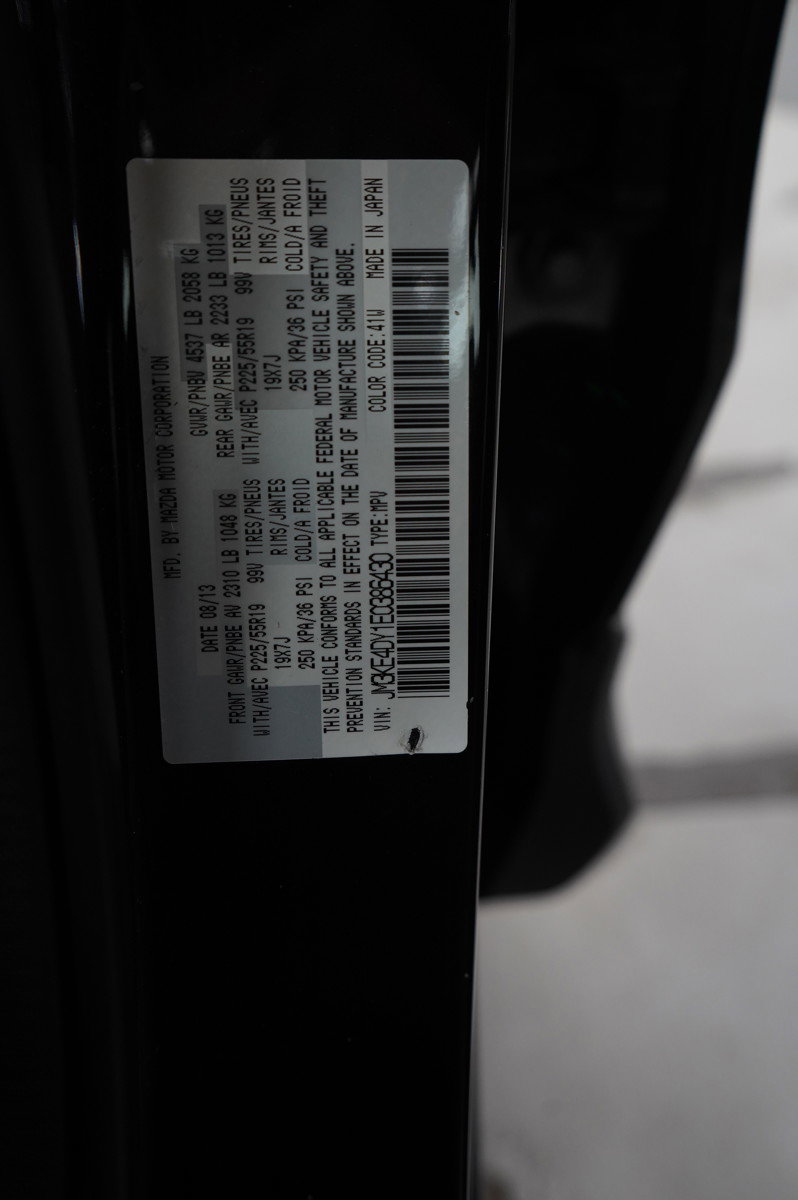 MFD. BY MAZDA MOTOR CORPORATION
DATE 08/13 GVWR/PNBV 4537 LB 2058 KG
FRONT GAWR/PNBE AV 2310 LB 1048 KG REAR GAWR/PNBE AR 2233 LB 1013 KG
WITH/AVEC P225/55R19 99V TIRES/PNEUS WITH/AVEC P225/55R19 99V TIRES/PNEUS
19X7J RIMS/JANTES 19X7J RIMS/JANTES
250 KPA/36 PSI COLD/A FROID 250 KPA/36 PSI COLD/A FROID
THIS VEHICLE CONFORMS TO ALL APPLICABLE FEDERAL MOTOR VEHICLE SAFETY AND THEFT
PREVENTION STANDARDS IN EFFECT ON THE DATE OF MANUFACTURE SHOWN ABOVE.
VIN: JM3KE4DY1E0386430 TYPE:MPV COLOR CODE:41W MADE IN JAPAN